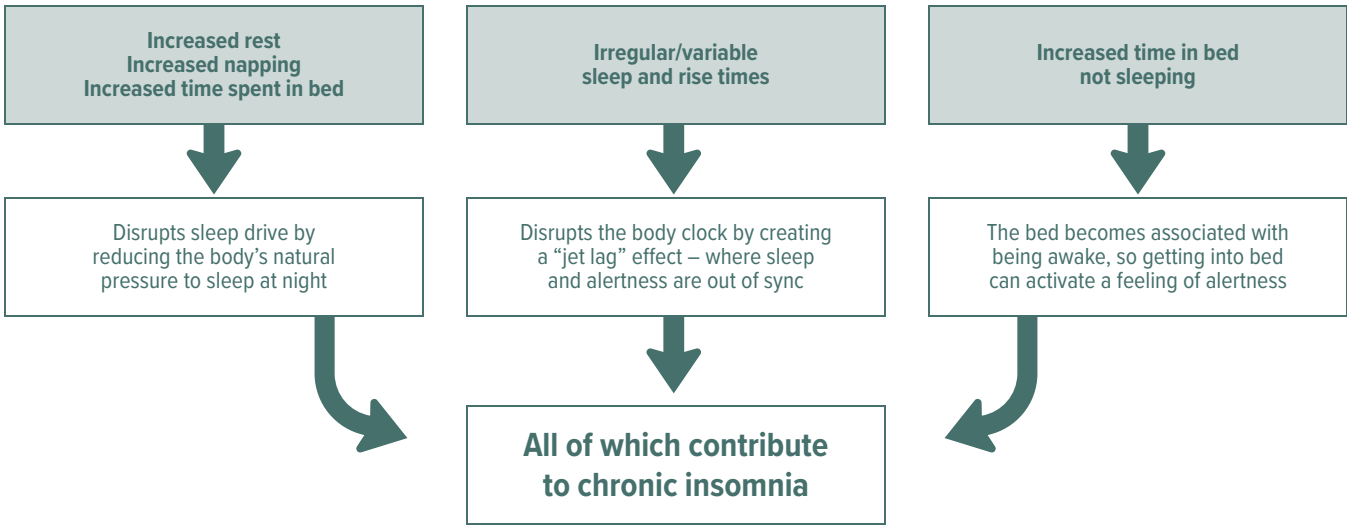 Increased rest
Increased napping
Increased time spent in bed
Irregular/variable
sleep and rise times
Increased time in bed
not sleeping
Disrupts sleep drive by
reducing the body’s natural
pressure to sleep at night
Disrupts the body clock by creating
a “jet lag” effect – where sleep
and alertness are out of sync
The bed becomes associated with
being awake, so getting into bed
can activate a feeling of alertness
All of which contribute
to chronic insomnia